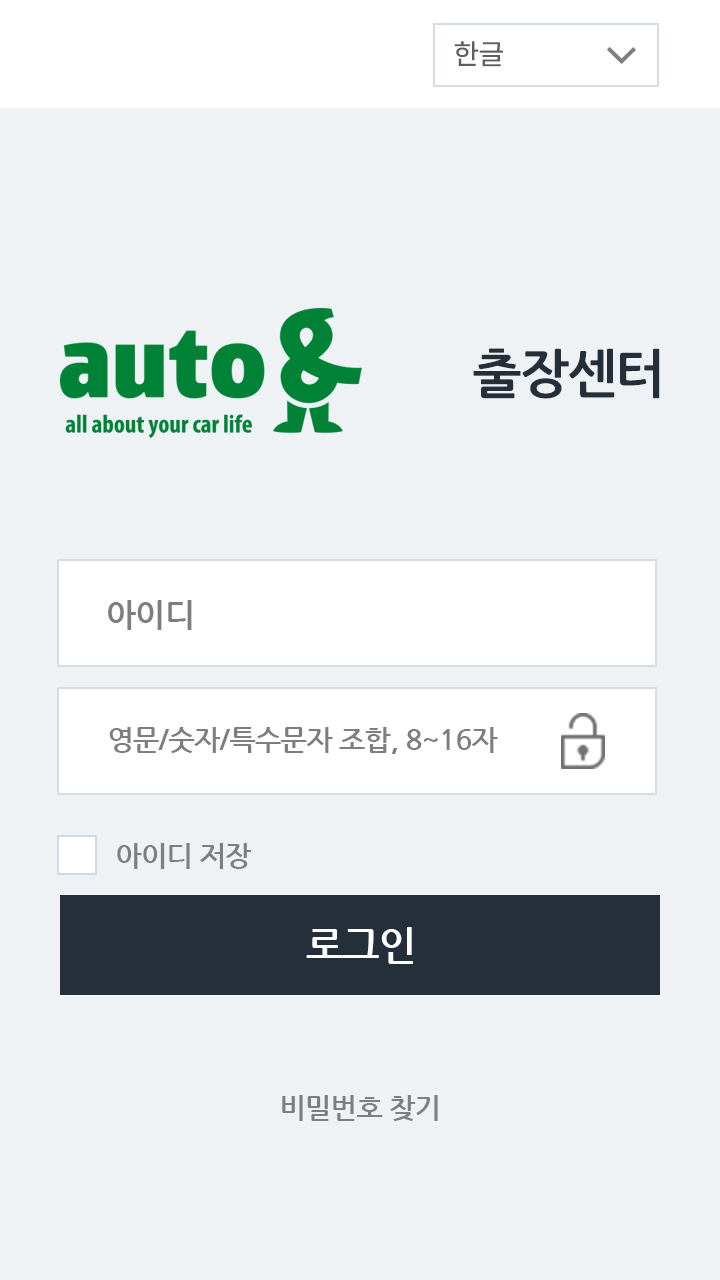 한글
auto&
all about your car life
출장센터
아이디
영문/숫자/특수문자 조합, 8~16자
아이디 저장
로그인
비밀번호 찾기